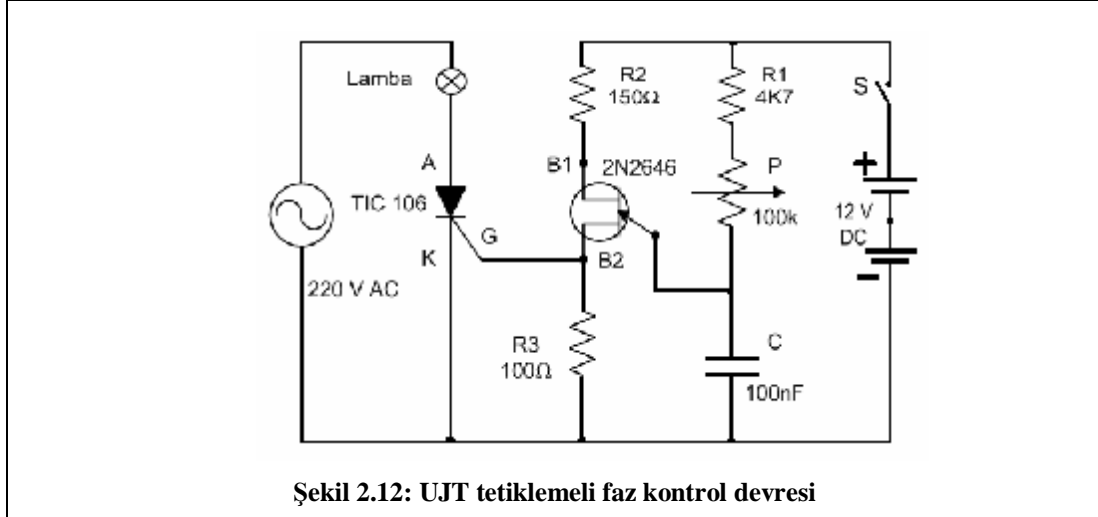 Lamba
A
TIC 106
K
G
220 V AC
R2
150Ω
B1
2N2646
B2
R3
100Ω
R1
4K7
P
100k
C
100nF
S
+
12 V
DC
-
Şekil 2.12: UJT tetiklemeli faz kontrol devresi